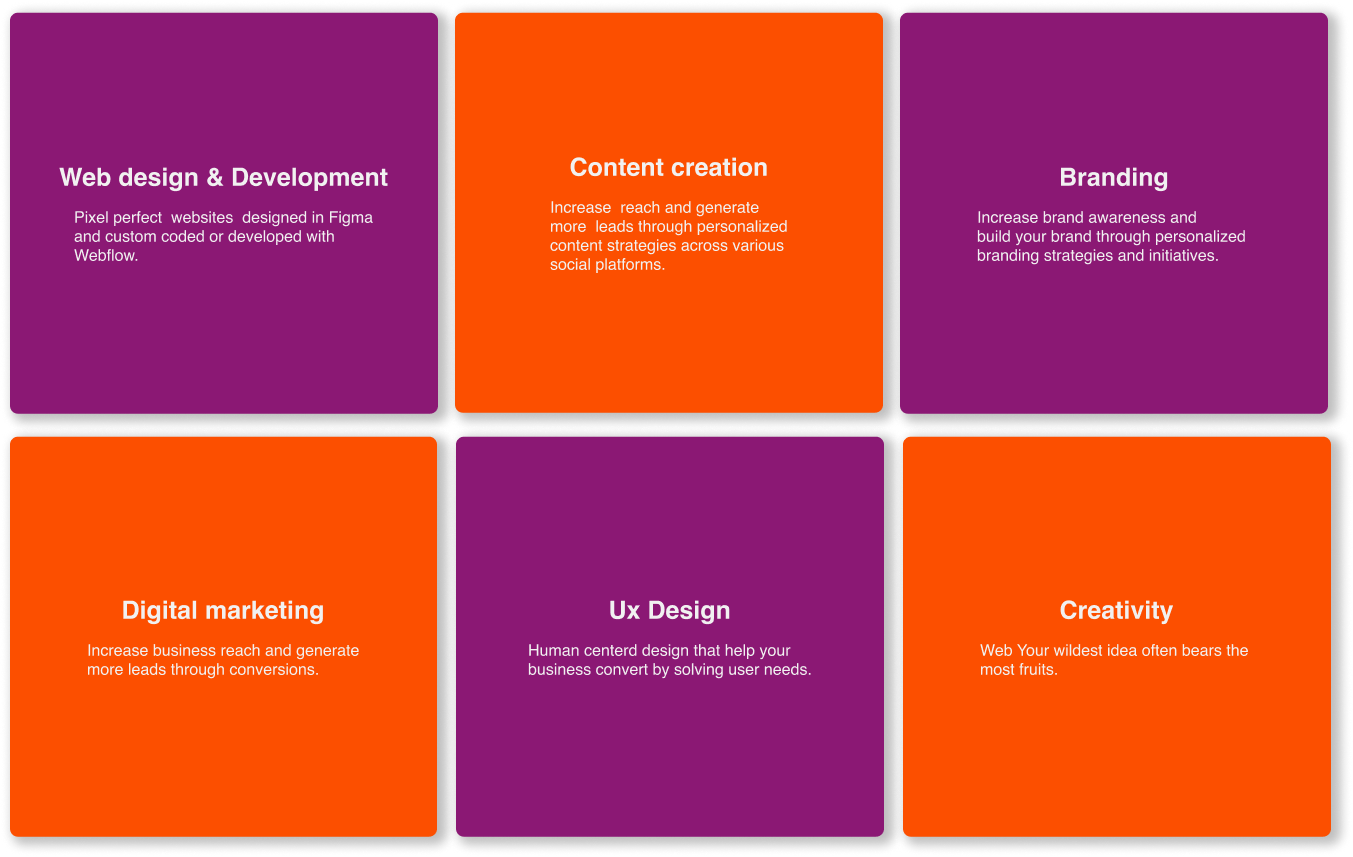 Web design & Development
Pixel perfect  websites  designed in Figma
and custom coded or developed with
Webflow.
Content creation
Increase  reach and generate
more  leads through personalized
content strategies across various
social platforms.
Branding
Increase brand awareness and
build your brand through personalized
branding strategies and initiatives.
Digital marketing
Increase business reach and generate
more leads through conversions.
Ux Design
Human centerd design that help your
business convert by solving user needs.
Creativity
Web Your wildest idea often bears the
most fruits.